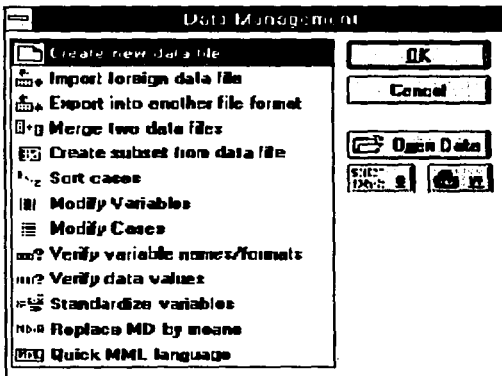 Data Management
Create new data file
Import foreign data file
Export into another file format
Merge two data files
Create subset from data file
Sort cases
Modify Variables
Modify Cases
Verify variable names/formats
Verify data values
Standardize variables
Replace MD by means
Quick MML language
OK
Cancel
Open Data